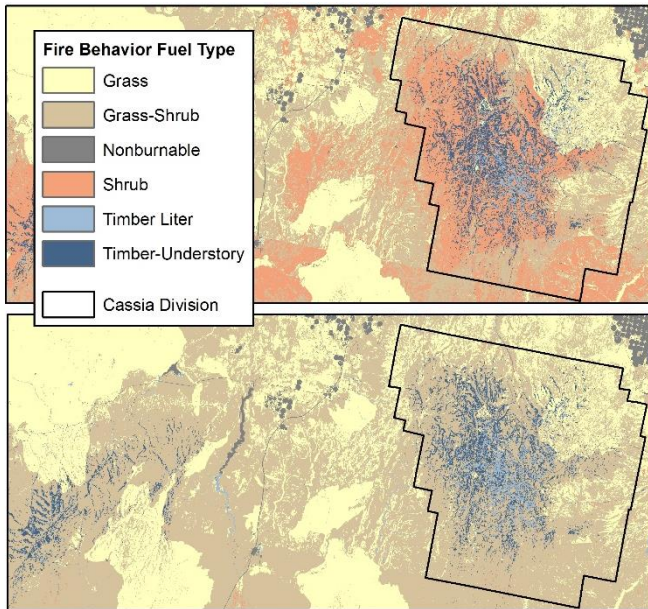 Fire Behavior Fuel Type
Grass
Grass-Shrub
Nonburnable
Shrub
Timber Liter
Timber-Understory
Cassia Division